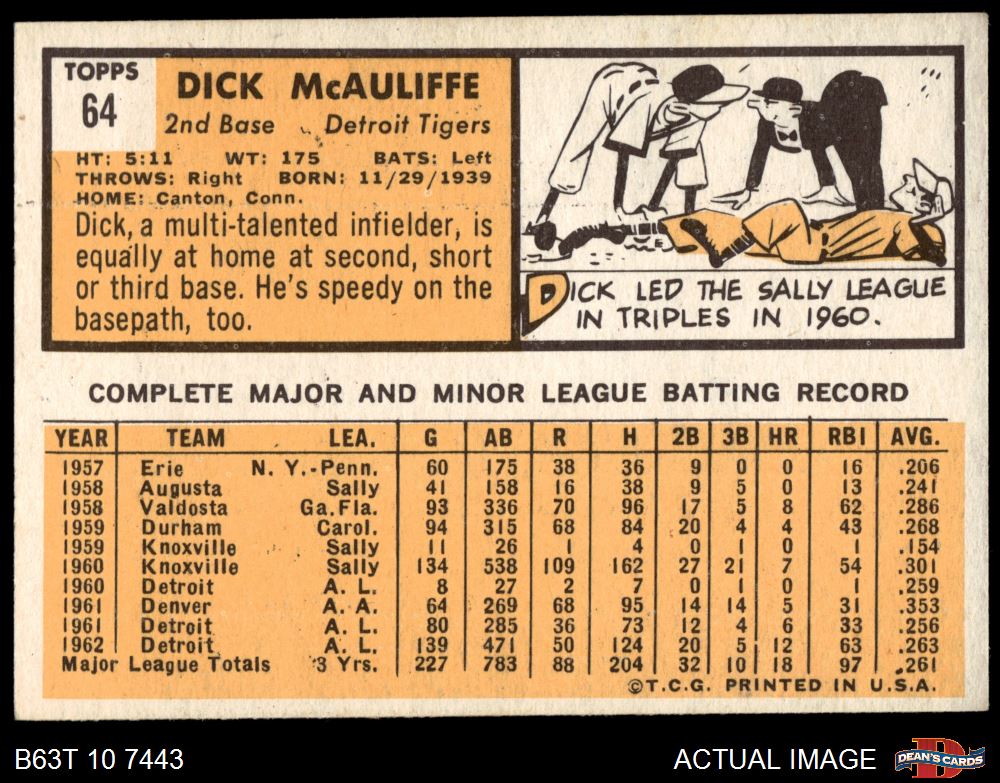 TOPPS
64
DICK McAULIFFE
2nd Base Detroit Tigers
HT: 5:11 WT: 175 BATS: Left
THROWS: Right BORN: 11/29/1939
HOME: Canton, Conn.
Dick, a multi-talented infielder, is
equally at home at second, short
or third base. He's speedy on the
basepath, too.
DICK LED THE SALLY LEAGUE
IN TRIPLES IN 1960.
COMPLETE MAJOR AND MINOR LEAGUE BATTING RECORD
YEAR TEAM LEA. G AB R H 2B 3B HR RBI AVG.
1957 Erie N. Y.-Penn. 60 175 38 36 9 0 0 16 .206
1958 Augusta Sally 41 158 16 38 9 5 0 13 .241
1958 Valdosta Ga.Fla. 93 336 70 96 17 5 8 62 .286
1959 Durham Carol. 94 315 68 84 20 4 4 43 .268
1959 Knoxville Sally 11 26 1 4 0 1 0 1 .154
1960 Knoxville Sally 134 538 109 162 27 21 7 54 .301
1960 Detroit A. L. 8 27 2 7 0 1 0 1 .259
1961 Denver A. A. 64 269 68 95 14 14 5 31 .353
1961 Detroit A. L. 80 285 36 73 12 4 6 33 .256
1962 Detroit A. L. 139 471 50 124 20 5 12 63 .263
Major League Totals 3 Yrs. 227 783 88 204 32 10 18 97 .261
©T.C.G. PRINTED IN U.S.A.
B63T 10 7443 ACTUAL IMAGE
D
DEAN'S CARDS